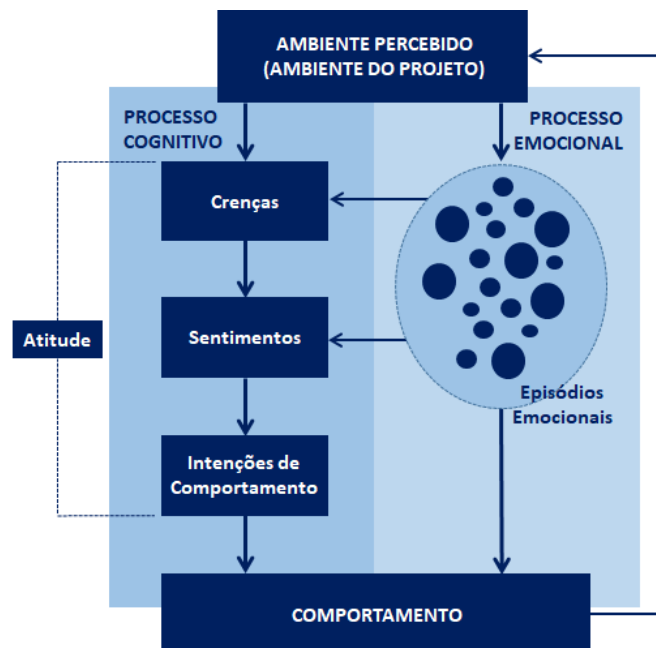 AMBIENTE PERCEBIDO
(AMBIENTE DO PROJETO)
PROCESSO
COGNITIVO
PROCESSO
EMOCIONAL
Crenças
Atitude
Sentimentos
Episódios
Emocionais
Intenções de
Comportamento
COMPORTAMENTO